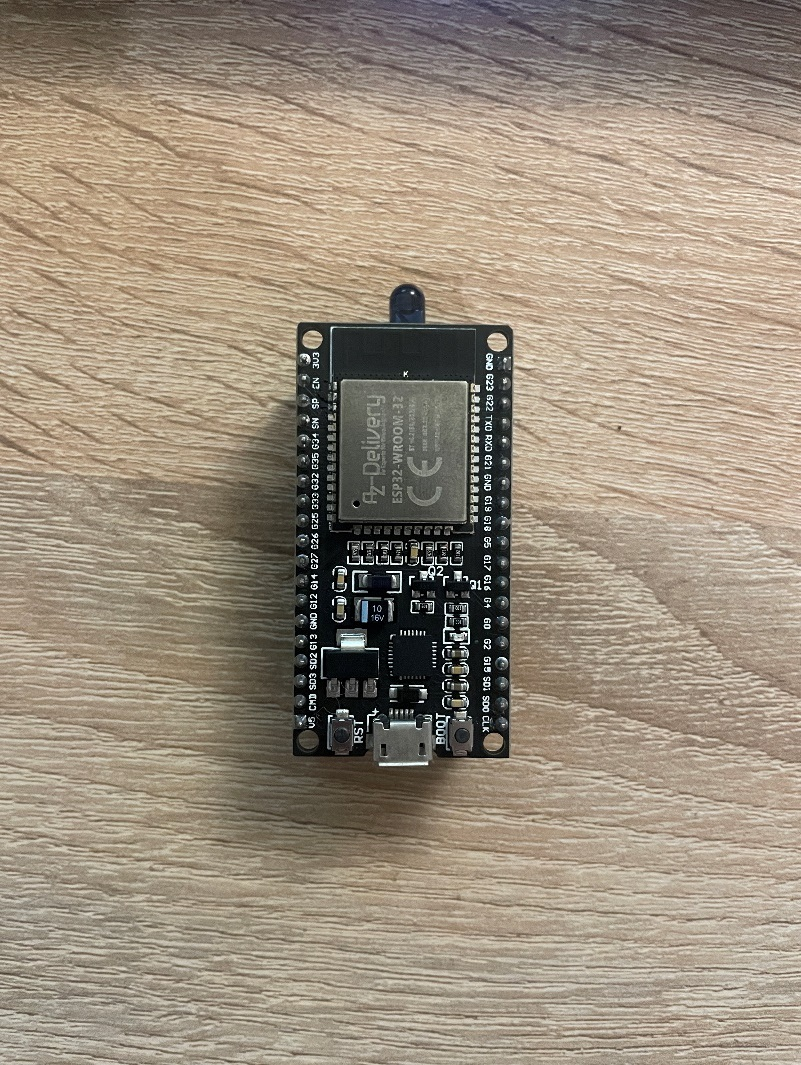 3V3
EN
SP
SN
G34
G35
G32
G33
G25
G26
G27
G14
G12
GND
G13
SD2
SD3
CMD
V5
GND
G23
G22
TXD
RXD
G21
GND
G19
G18
G5
G17
G16
G4
G0
G2
G15
SD1
SD0
CLK
Az-Delivery
ESP32-WROOM-32
CE
Q2
Q1
10
16V
+
RST
BOOT